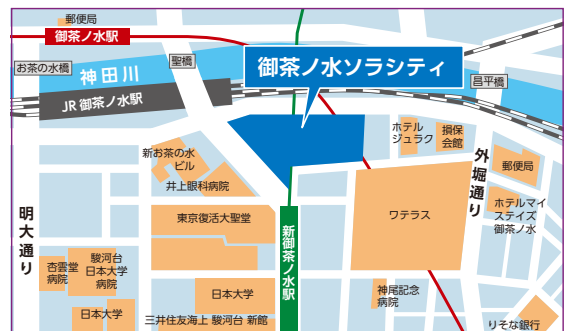 郵便局
御茶ノ水駅
お茶の水橋
神田川
聖橋
御茶ノ水ソラシティ
昌平橋
JR 御茶ノ水駅
ホテル
ジュラク
損保
会館
外堀通り
郵便局
新お茶の水
ビル
井上眼科病院
ホテルマイ
ステイズ
御茶ノ水
明大通り
東京復活大聖堂
ワテラス
新御茶ノ水駅
杏雲堂
病院
駿河台
日本大学
病院
日本大学
神尾記念
病院
日本大学
三井住友海上 駿河台 新館
りそな銀行